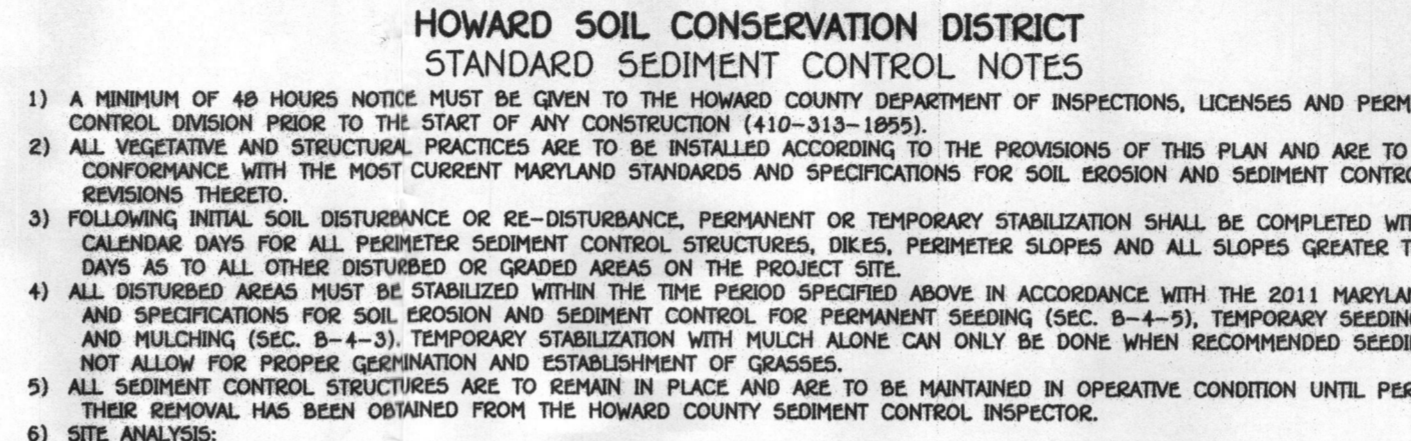 HOWARD SOIL CONSERVATION DISTRICT
STANDARD SEDIMENT CONTROL NOTES
1) A MINIMUM OF 48 HOURS NOTICE MUST BE GIVEN TO THE HOWARD COUNTY DEPARTMENT OF INSPECTIONS, LICENSES AND PERM
CONTROL DIVISION PRIOR TO THE START OF ANY CONSTRUCTION (410-313-1855).
2) ALL VEGETATIVE AND STRUCTURAL PRACTICES ARE TO BE INSTALLED ACCORDING TO THE PROVISIONS OF THIS PLAN AND ARE TO
CONFORMANCE WITH THE MOST CURRENT MARYLAND STANDARDS AND SPECIFICATIONS FOR SOIL EROSION AND SEDIMENT CONTRO
REVISIONS THERETO.
3) FOLLOWING INITIAL SOIL DISTURBANCE OR RE-DISTURBANCE, PERMANENT OR TEMPORARY STABILIZATION SHALL BE COMPLETED WIT
CALENDAR DAYS FOR ALL PERIMETER SEDIMENT CONTROL STRUCTURES, DIKES, PERIMETER SLOPES AND ALL SLOPES GREATER T
DAYS AS TO ALL OTHER DISTURBED OR GRADED AREAS ON THE PROJECT SITE.
4) ALL DISTURBED AREAS MUST BE STABILIZED WITHIN THE TIME PERIOD SPECIFIED ABOVE IN ACCORDANCE WITH THE 2011 MARYLAN
AND SPECIFICATIONS FOR SOIL EROSION AND SEDIMENT CONTROL FOR PERMANENT SEEDING (SEC. B-4-5), TEMPORARY SEEDING
AND MULCHING (SEC. B-4-3). TEMPORARY STABILIZATION WITH MULCH ALONE CAN ONLY BE DONE WHEN RECOMMENDED SEEDI
NOT ALLOW FOR PROPER GERMINATION AND ESTABLISHMENT OF GRASSES.
5) ALL SEDIMENT CONTROL STRUCTURES ARE TO REMAIN IN PLACE AND ARE TO BE MAINTAINED IN OPERATIVE CONDITION UNTIL PER
THEIR REMOVAL HAS BEEN OBTAINED FROM THE HOWARD COUNTY SEDIMENT CONTROL INSPECTOR.
6) SITE ANALYSIS: